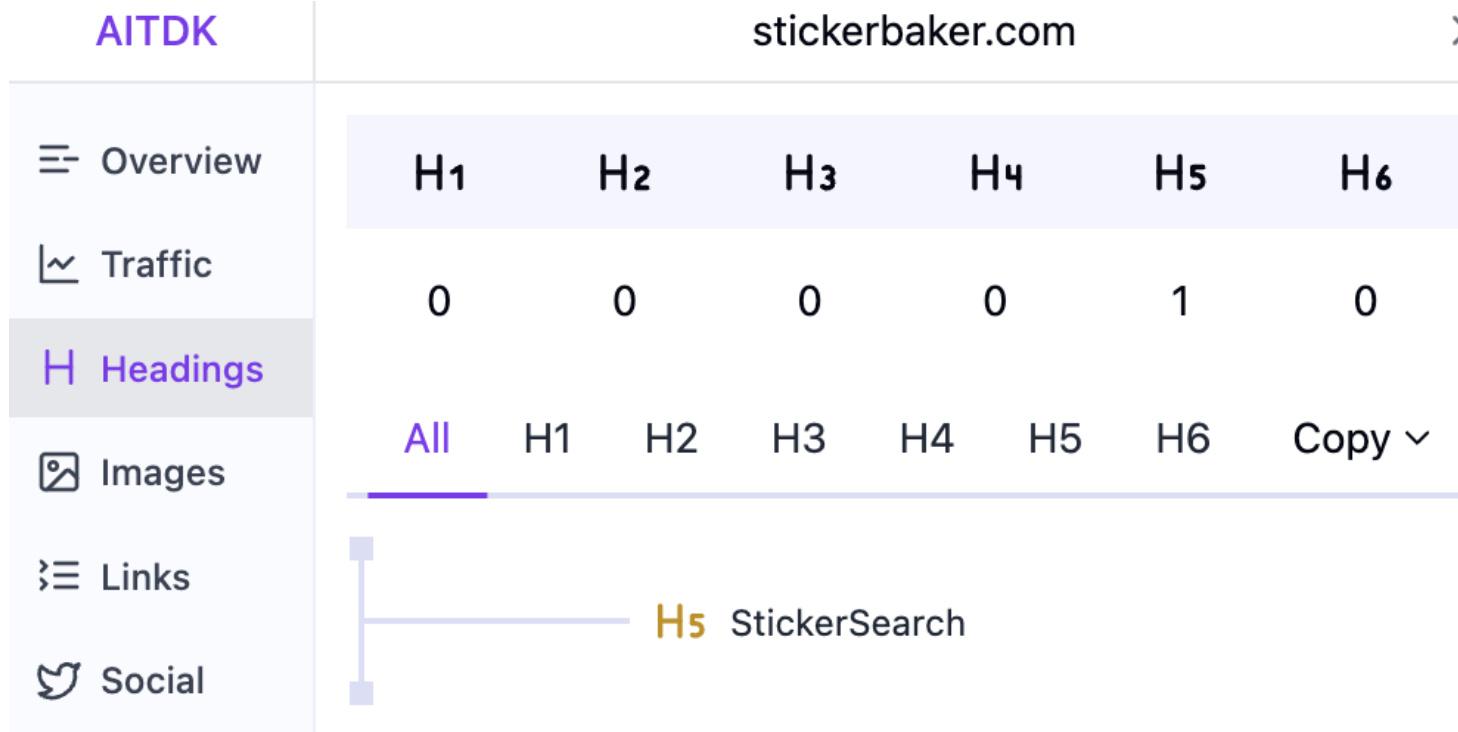 AITDK
stickerbaker.com
Overview
Traffic
Headings
Images
Links
Social
H1 H2 H3 H4 H5 H6
0 0 0 0 1 0
All H1 H2 H3 H4 H5 H6 Copy
H5 StickerSearch